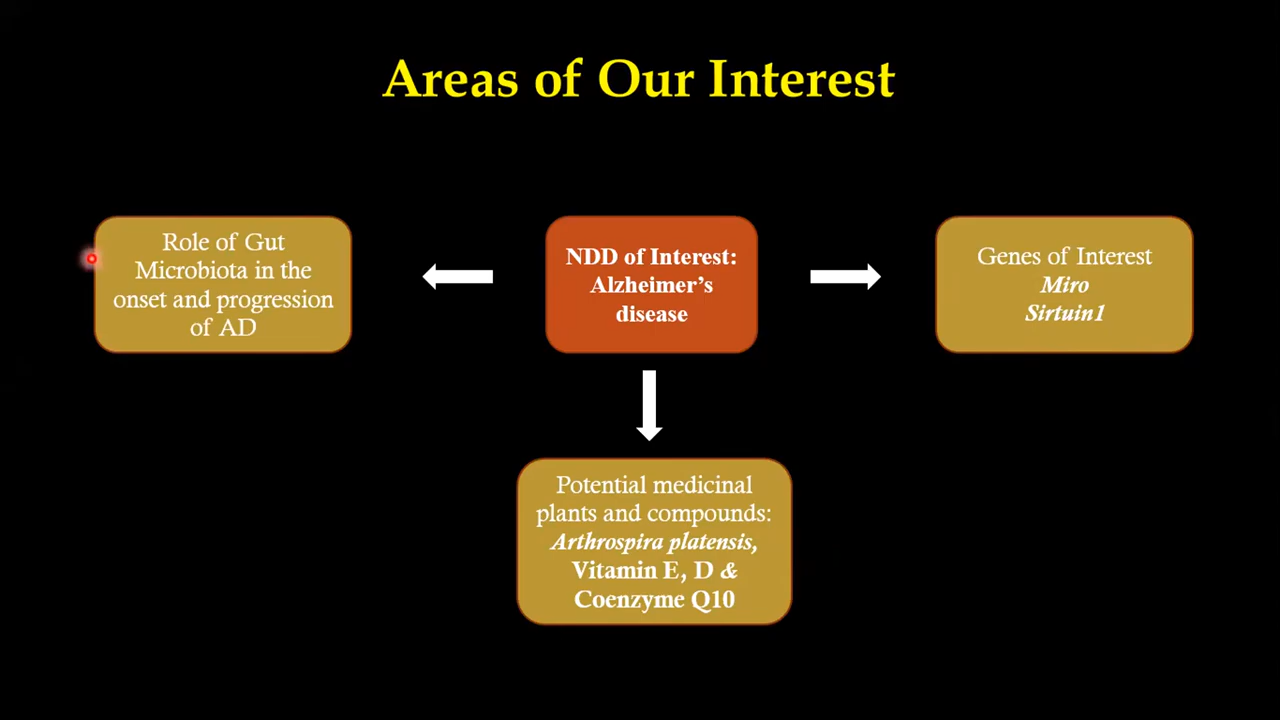 Areas of Our Interest
Role of Gut
Microbiota in the
onset and progression
of AD
NDD of Interest:
Alzheimer’s
disease
Genes of Interest
Miro
Sirtuin1
Potential medicinal
plants and compounds:
Arthrospira platensis,
Vitamin E, D &
Coenzyme Q10